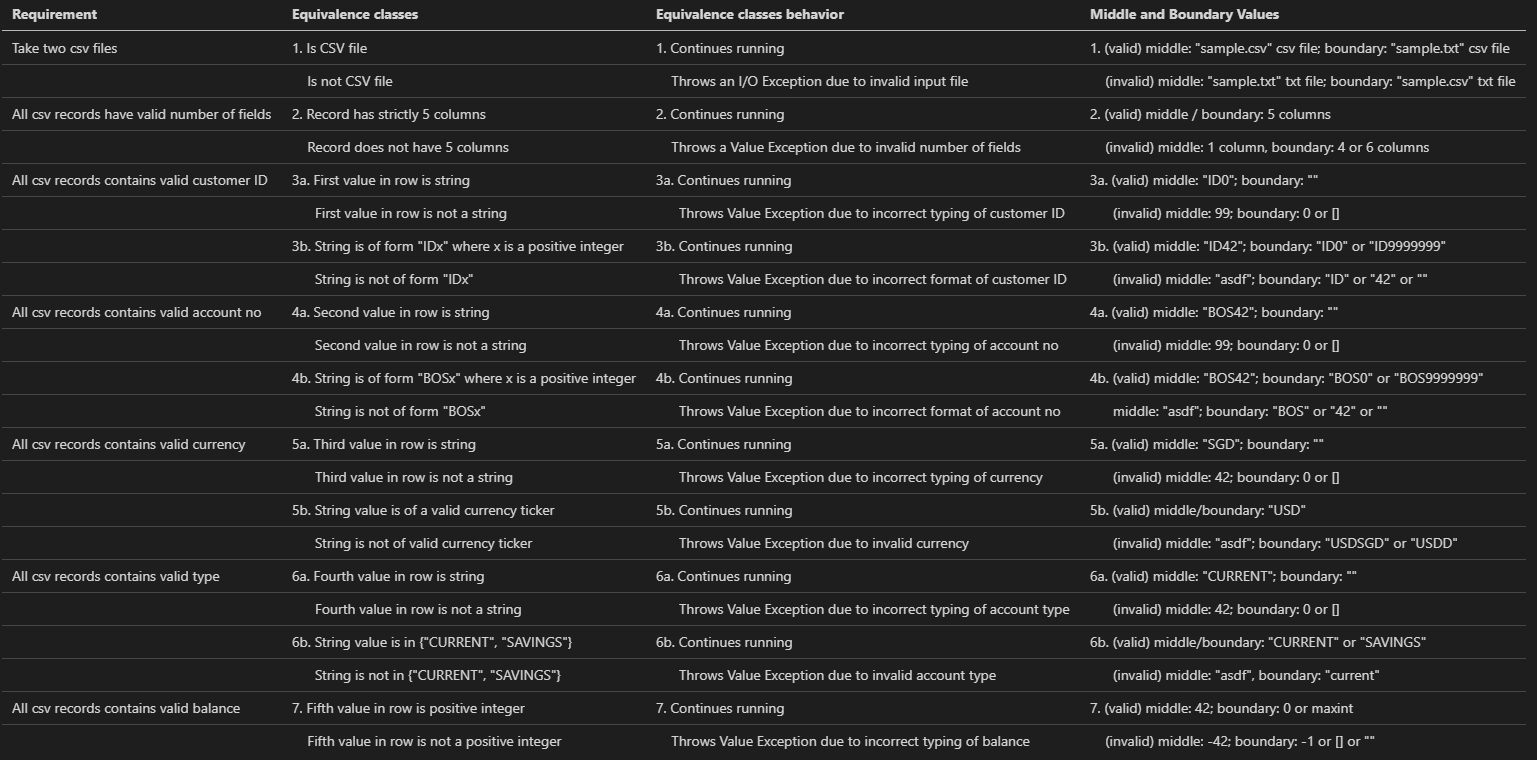 Requirement Equivalence classes Equivalence classes behavior Middle and Boundary Values
Take two csv files 1. Is CSV file 1. Continues running 1. (valid) middle: "sample.csv" csv file; boundary: "sample.txt" csv file
Is not CSV file Throws an I/O Exception due to invalid input file (invalid) middle: "sample.txt" txt file; boundary: "sample.csv" txt file
All csv records have valid number of fields 2. Record has strictly 5 columns 2. Continues running 2. (valid) middle / boundary: 5 columns
Record does not have 5 columns Throws a Value Exception due to invalid number of fields (invalid) middle: 1 column, boundary: 4 or 6 columns
All csv records contains valid customer ID 3a. First value in row is string 3a. Continues running 3a. (valid) middle: "ID0"; boundary: ""
First value in row is not a string Throws Value Exception due to incorrect typing of customer ID (invalid) middle: 99; boundary: 0 or []
3b. String is of form "IDx" where x is a positive integer 3b. Continues running 3b. (valid) middle: "ID42"; boundary: "ID0" or "ID9999999"
String is not of form "IDx" Throws Value Exception due to incorrect format of customer ID (invalid) middle: "asdf"; boundary: "ID" or "42" or ""
All csv records contains valid account no 4a. Second value in row is string 4a. Continues running 4a. (valid) middle: "BOS42"; boundary: ""
Second value in row is not a string Throws Value Exception due to incorrect typing of account no (invalid) middle: 99; boundary: 0 or []
4b. String is of form "BOSx" where x is a positive integer 4b. Continues running 4b. (valid) middle: "BOS42"; boundary: "BOS0" or "BOS9999999"
String is not of form "BOSx" Throws Value Exception due to incorrect format of account no middle: "asdf"; boundary: "BOS" or "42" or ""
All csv records contains valid currency 5a. Third value in row is string 5a. Continues running 5a. (valid) middle: "SGD"; boundary: ""
Third value in row is not a string Throws Value Exception due to incorrect typing of currency (invalid) middle: 42; boundary: 0 or []
5b. String value is of a valid currency ticker 5b. Continues running 5b. (valid) middle/boundary: "USD"
String is not of valid currency ticker Throws Value Exception due to invalid currency (invalid) middle: "asdf"; boundary: "USDSGD" or "USDD"
All csv records contains valid type 6a. Fourth value in row is string 6a. Continues running 6a. (valid) middle: "CURRENT"; boundary: ""
Fourth value in row is not a string Throws Value Exception due to incorrect typing of account type (invalid) middle: 42; boundary: 0 or []
6b. String value is in {"CURRENT", "SAVINGS"} 6b. Continues running 6b. (valid) middle/boundary: "CURRENT" or "SAVINGS"
String is not in {"CURRENT", "SAVINGS"} Throws Value Exception due to invalid account type (invalid) middle: "asdf", boundary: "current"
All csv records contains valid balance 7. Fifth value in row is positive integer 7. Continues running 7. (valid) middle: 42; boundary: 0 or maxint
Fifth value in row is not a positive integer Throws Value Exception due to incorrect typing of balance (invalid) middle: -42; boundary: -1 or [] or ""